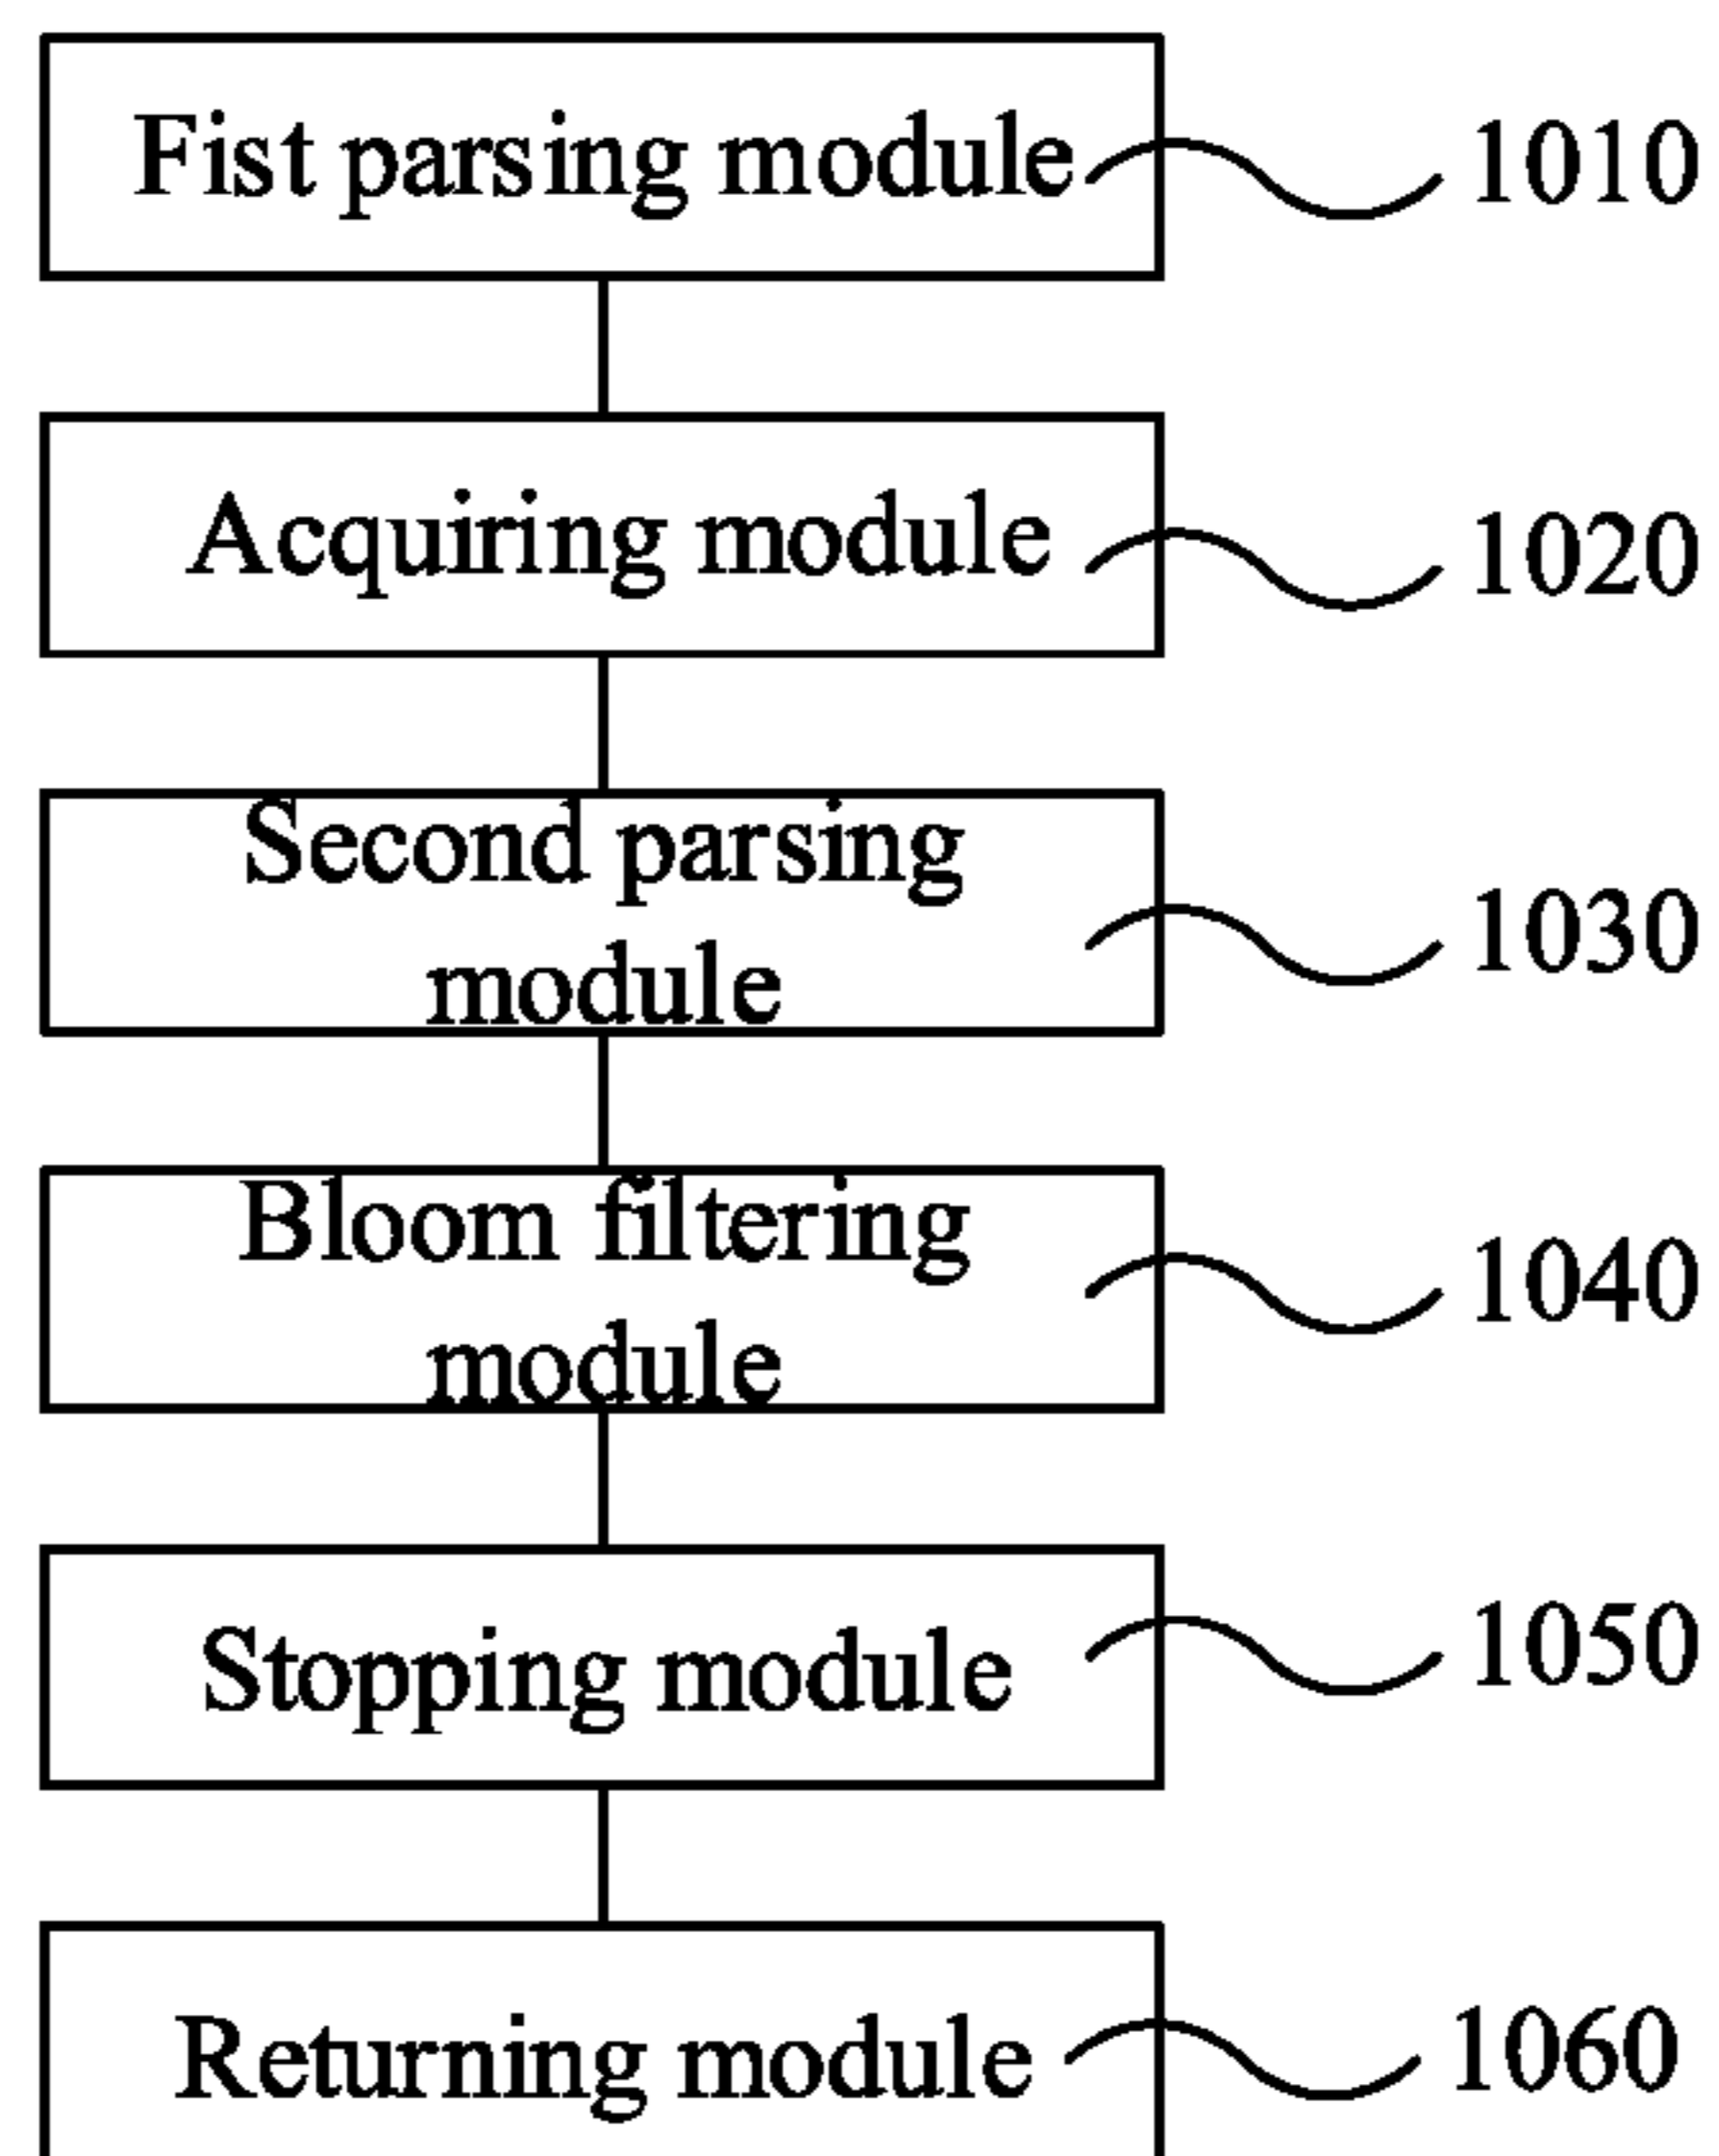 Fist parsing module
1010
Acquiring module
1020
Second parsing
module
1030
Bloom filtering
module
1040
Stopping module
1050
Returning module
1060